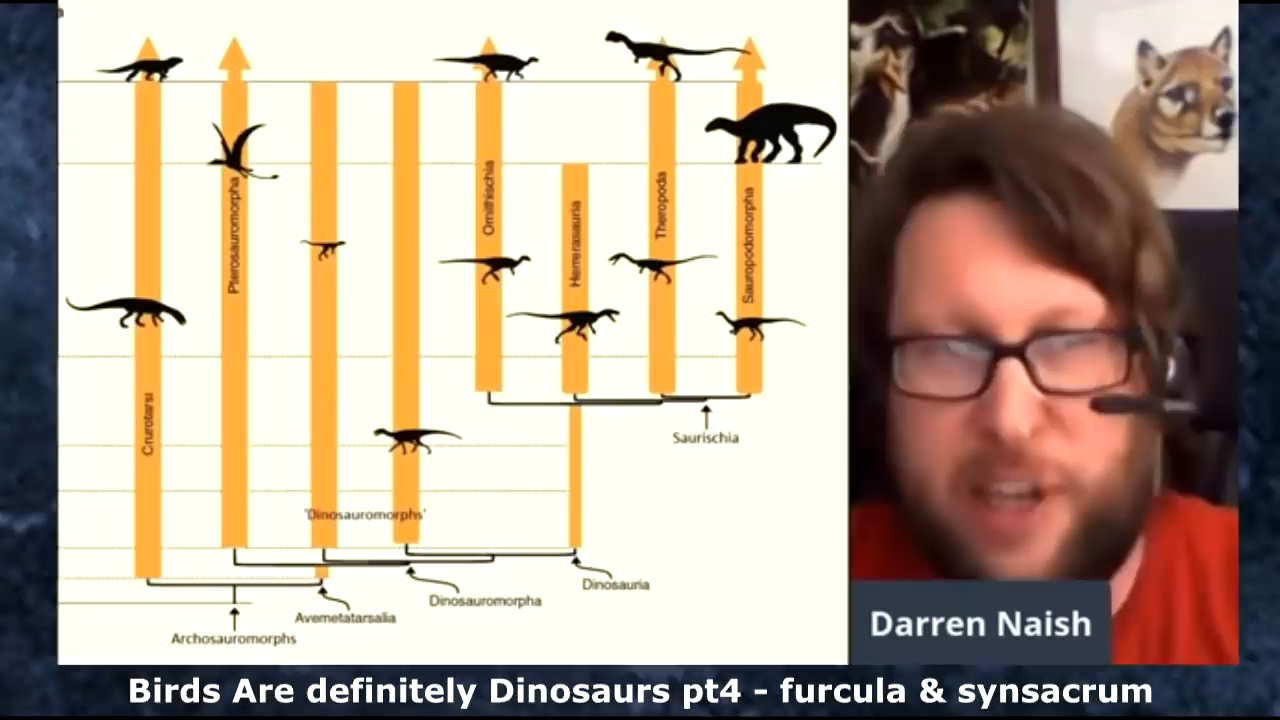 Crurotarsi
Pterosauromorpha
Ornithischia
Herrerasauria
Theropoda
Sauropodomorpha
Saurischia
'Dinosauromorphs'
Dinosauria
Dinosauromorpha
Avemetatarsalia
Archosauromorphs
Darren Naish
Birds Are definitely Dinosaurs pt4 - furcula & synsacrum